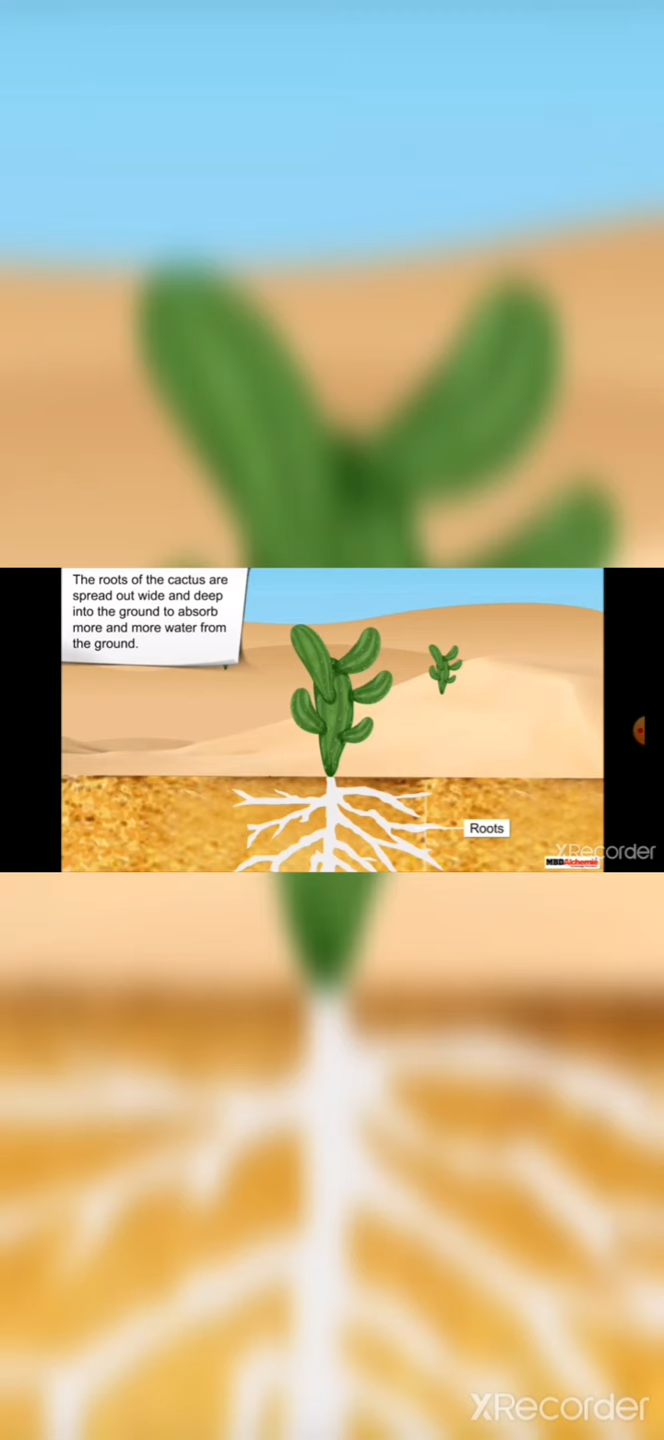 The roots of the cactus are
spread out wide and deep
into the ground to absorb
more and more water from
the ground.
Roots
XRecorder
MBDAlchemie
XRecorder